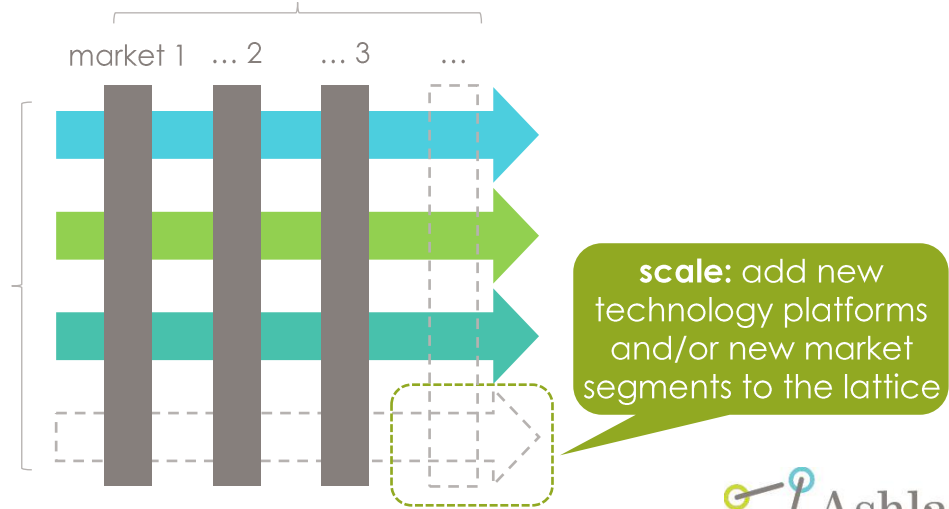 market 1 ... 2 ... 3 ...
scale: add new
technology platforms
and/or new market
segments to the lattice